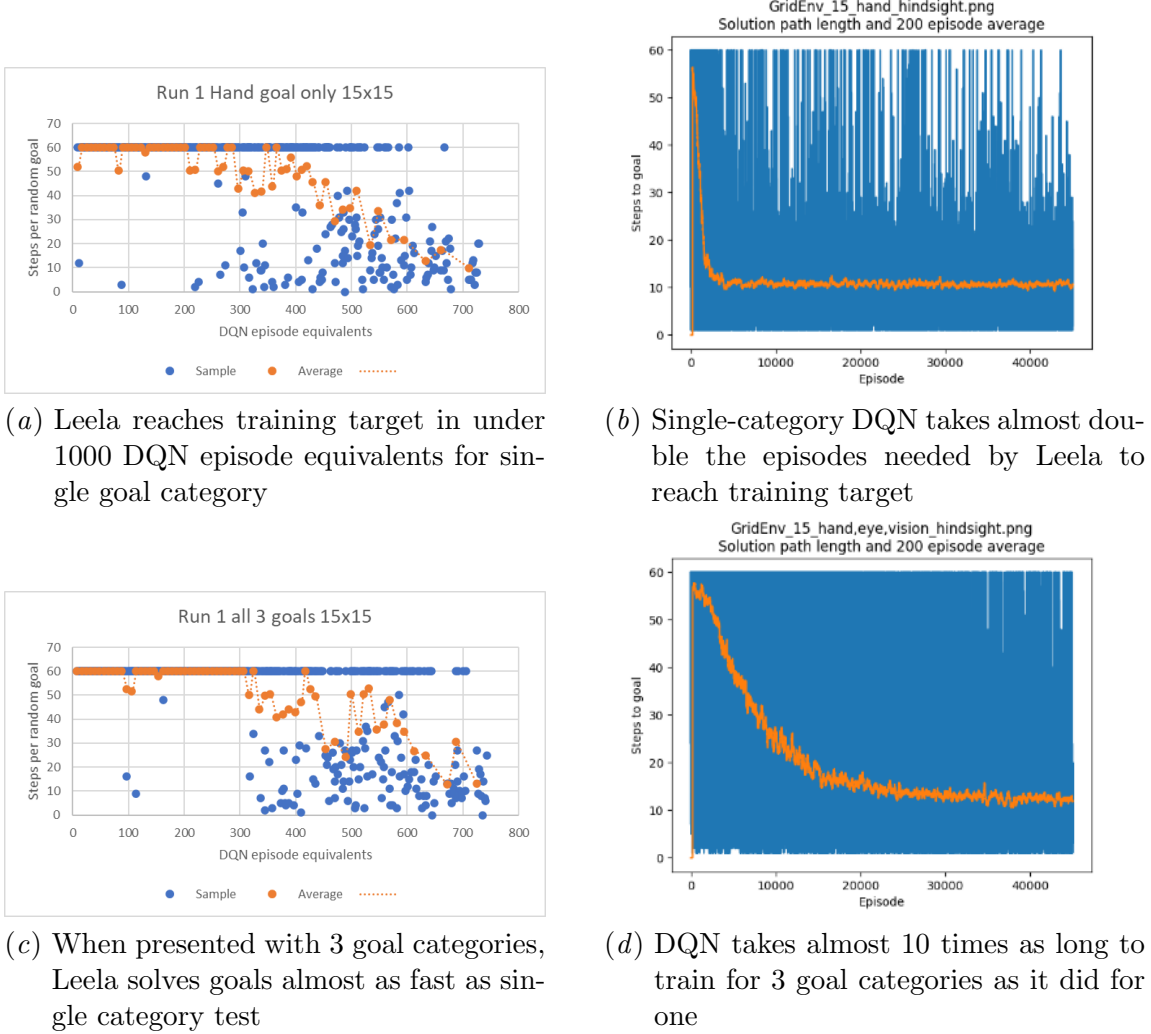 Run 1 Hand goal only 15x15
Steps per random goal
70
60
50
40
30
20
10
0
0 100 200 300 400 500 600 700 800
DQN episode equivalents
Sample Average
(a) Leela reaches training target in under
1000 DQN episode equivalents for sin-
gle goal category
GridEnv_15_hand_hindsight.png
Solution path length and 200 episode average
Steps to goal
60
50
40
30
20
10
0
0 10000 20000 30000 40000
Episode
(b) Single-category DQN takes almost dou-
ble the episodes needed by Leela to
reach training target
Run 1 all 3 goals 15x15
Steps per random goal
70
60
50
40
30
20
10
0
0 100 200 300 400 500 600 700 800
DQN episode equivalents
Sample Average
(c) When presented with 3 goal categories,
Leela solves goals almost as fast as sin-
gle category test
GridEnv_15_hand,eye,vision_hindsight.png
Solution path length and 200 episode average
Steps to goal
60
50
40
30
20
10
0
0 10000 20000 30000 40000
Episode
(d) DQN takes almost 10 times as long to
train for 3 goal categories as it did for
one